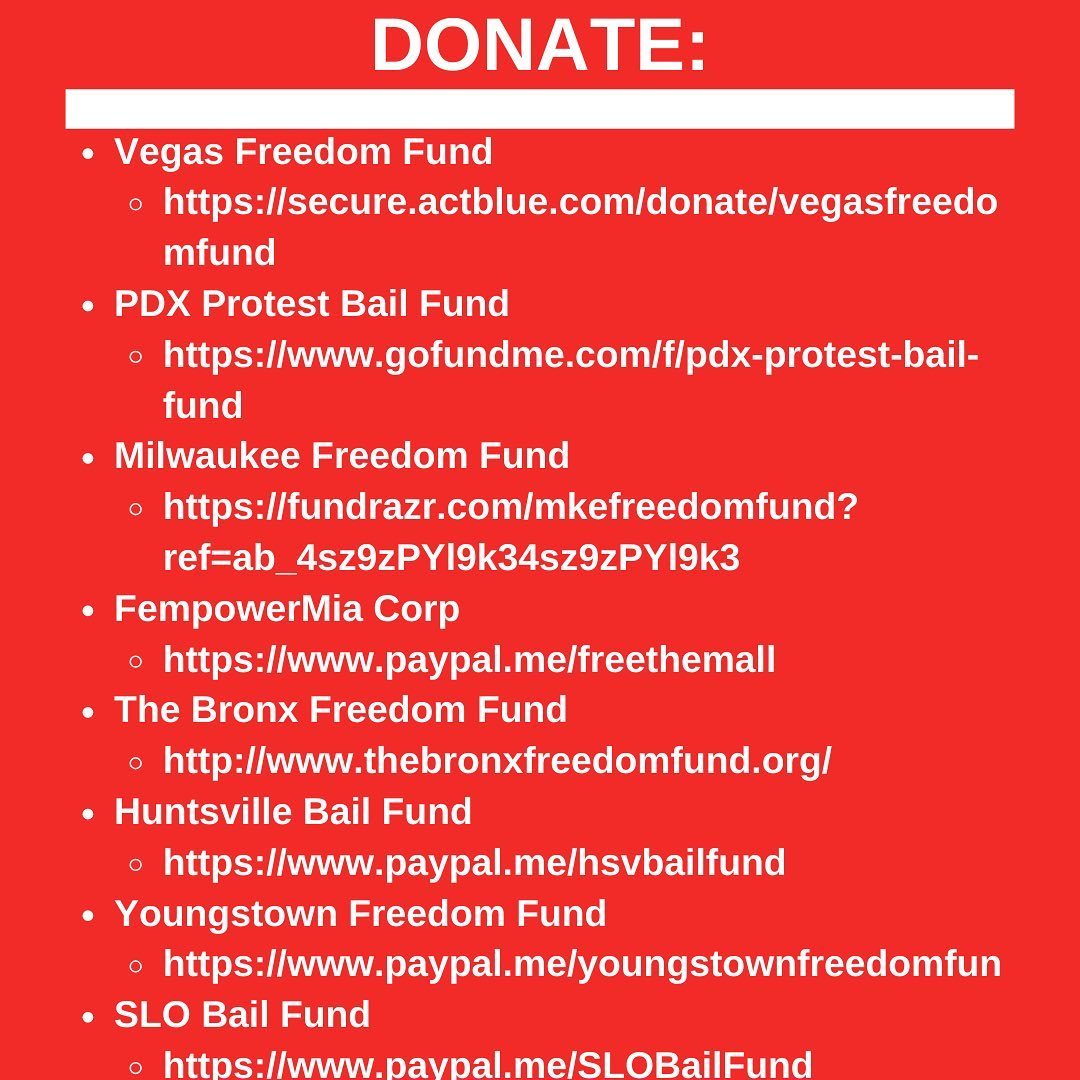 DONATE:
Vegas Freedom Fund
https://secure.actblue.com/donate/vegasfreedo
mfund
PDX Protest Bail Fund
https://www.gofundme.com/f/pdx-protest-bail-
fund
Milwaukee Freedom Fund
https://fundrazr.com/mkefreedomfund?
ref=ab_4sz9zPYl9k34sz9zPYl9k3
FempowerMia Corp
https://www.paypal.me/freethemall
The Bronx Freedom Fund
http://www.thebronxfreedomfund.org/
Huntsville Bail Fund
https://www.paypal.me/hsvbailfund
Youngstown Freedom Fund
https://www.paypal.me/youngstownfreedomfun
SLO Bail Fund
https://www.paypal.me/SLOBailFund